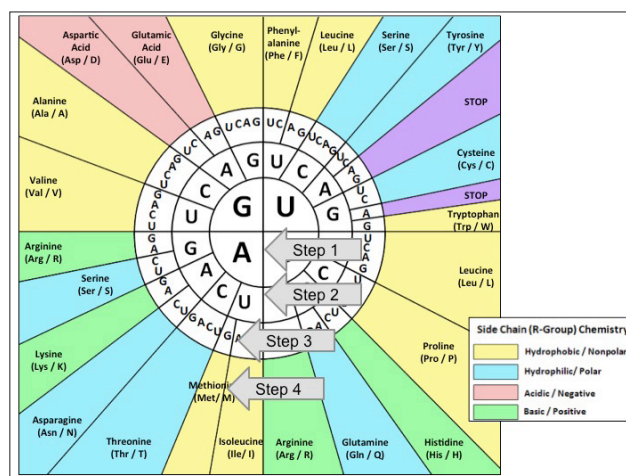 Aspartic
Acid
(Asp / D)
Glutamic
Acid
(Glu / E)
Glycine
(Gly / G)
Phenyl-
alanine
(Phe / F)
Leucine
(Leu / L)
Serine
(Ser / S)
Tyrosine
(Tyr / Y)
STOP
Cysteine
(Cys / C)
STOP
Tryptophan
(Trp / W)
Leucine
(Leu / L)
Proline
(Pro / P)
Histidine
(His / H)
Glutamine
(Gln / Q)
Arginine
(Arg / R)
Isoleucine
(Ile/ I)
Methioni
(Met/ M)
Threonine
(Thr / T)
Asparagine
(Asn / N)
Lysine
(Lys / K)
Serine
(Ser / S)
Arginine
(Arg / R)
Valine
(Val / V)
Alanine
(Ala / A)
G U
A
U C A G U C A G
G A C U
C
Step 1
Step 2
Step 3
Step 4
Side Chain (R-Group) Chemistry
Hydrophobic / Nonpolar
Hydrophilic/ Polar
Acidic / Negative
Basic / Positive